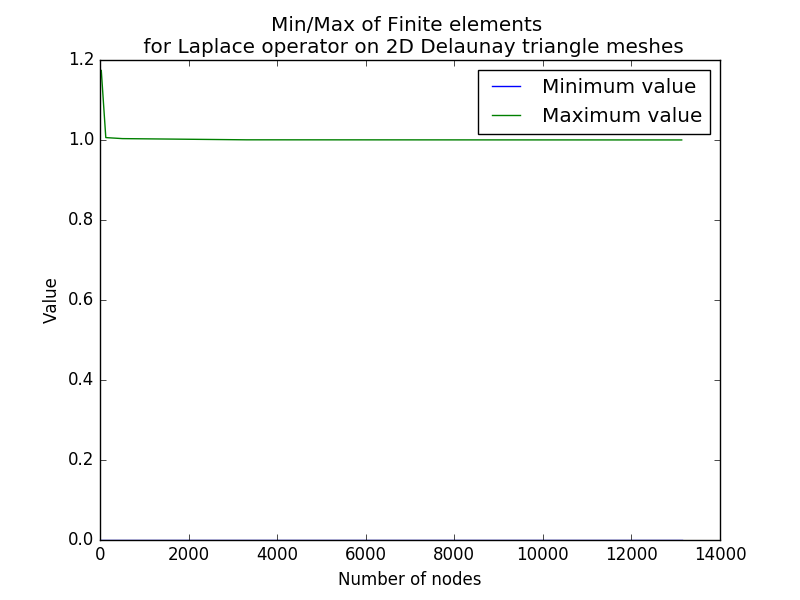 Min/Max of Finite elements
for Laplace operator on 2D Delaunay triangle meshes
Minimum value
Maximum value
1.2
1.0
0.8
0.6
0.4
0.2
0.0
Value
0 2000 4000 6000 8000 10000 12000 14000
Number of nodes